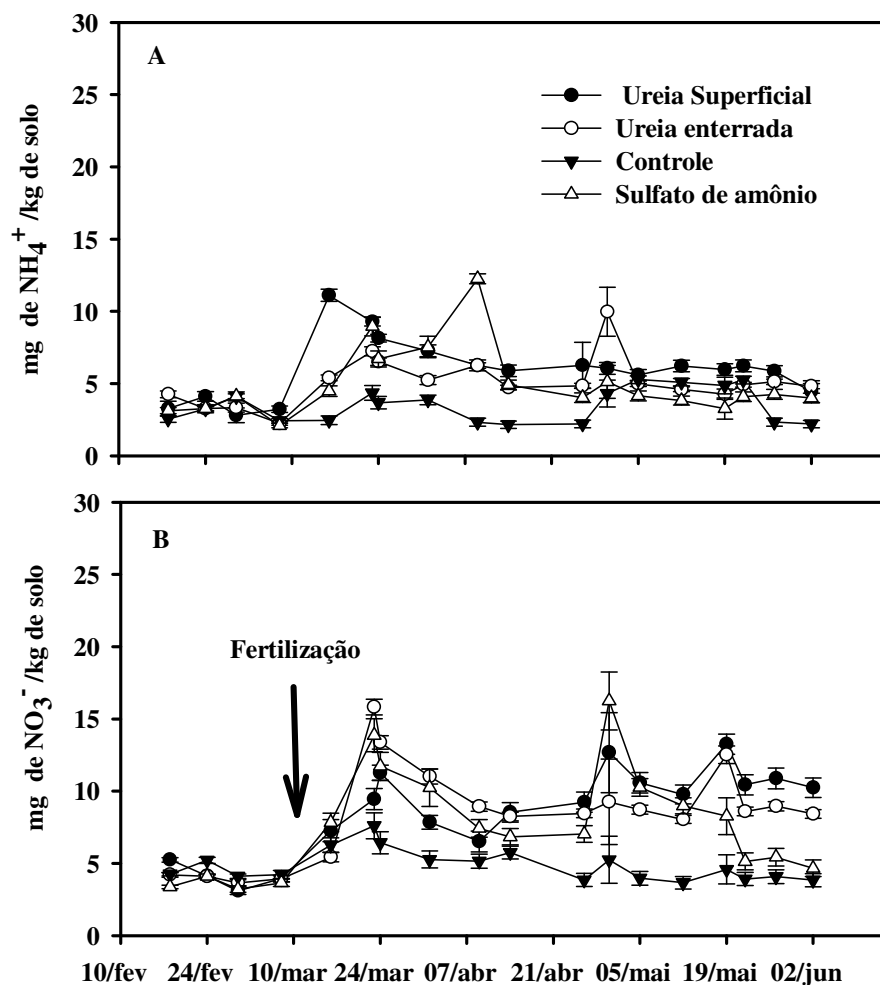 30
25
20
15
10
5
0
mg de NH4+ /kg de solo
A
Ureia Superficial
Ureia enterrada
Controle
Sulfato de amônio
30
25
20
15
10
5
0
mg de NO3- /kg de solo
B
Fertilização
10/fev 24/fev 10/mar 24/mar 07/abr 21/abr 05/mai 19/mai 02/jun